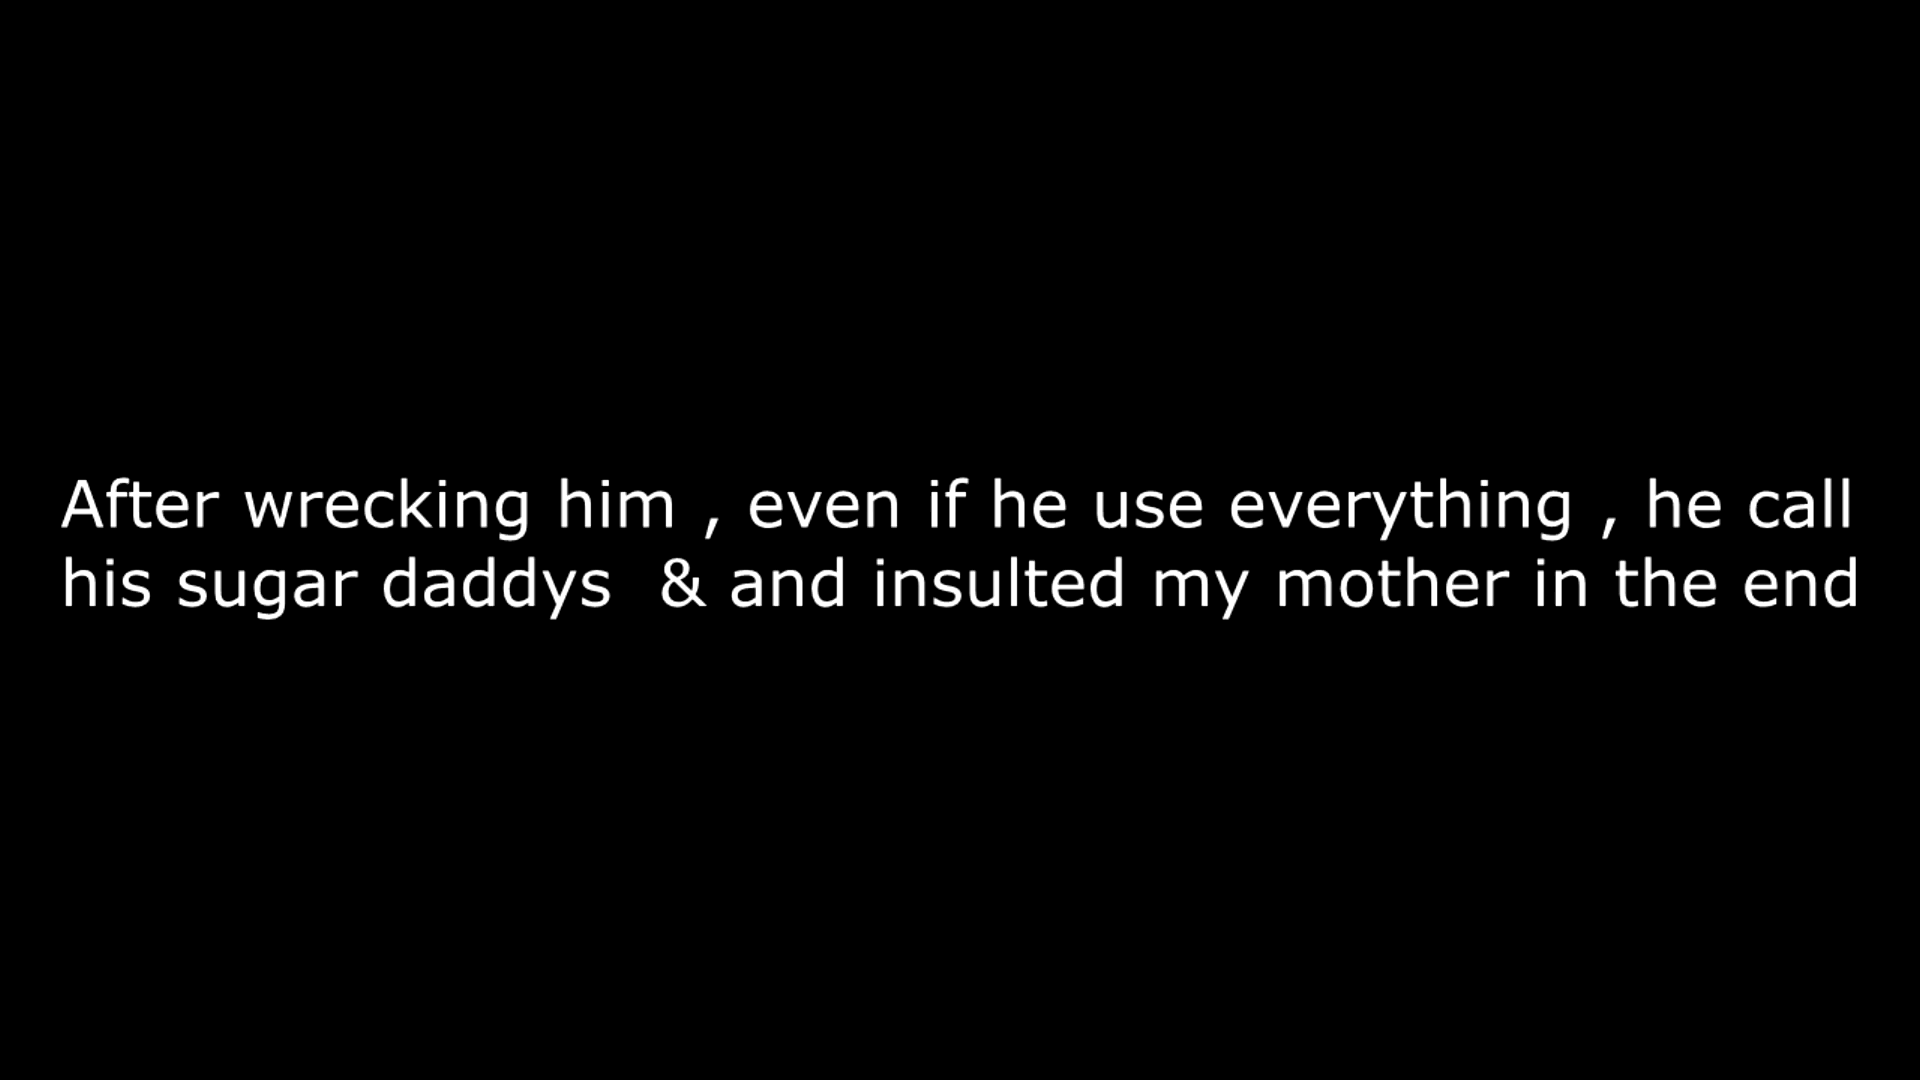 After wrecking him , even if he use everything , he call
his sugar daddys  & and insulted my mother in the end